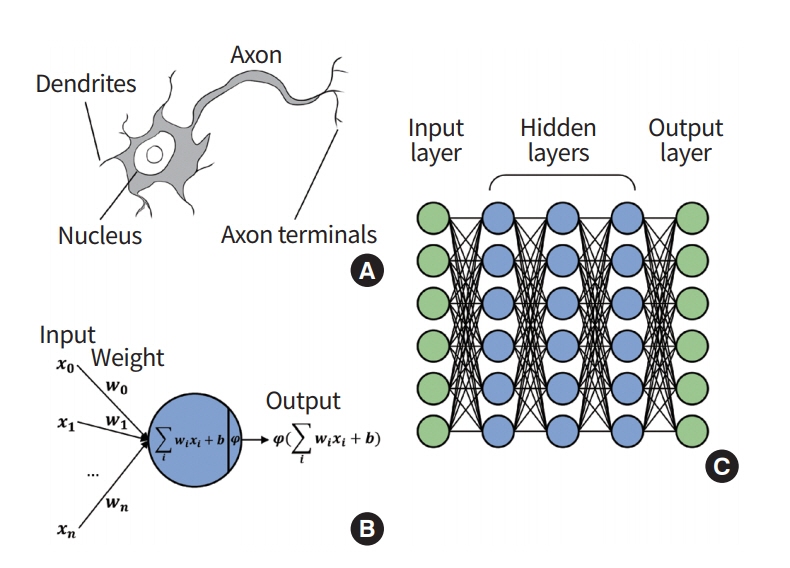 Axon
Dendrites
Nucleus
Axon terminals
A
Input
x₀
Weight
w₀
x₁
w₁
...
wₙ
xₙ
∑ᵢ wᵢxᵢ + b
φ
Output
φ(∑ᵢ wᵢxᵢ + b)
B
Input
layer
Hidden
layers
Output
layer
C